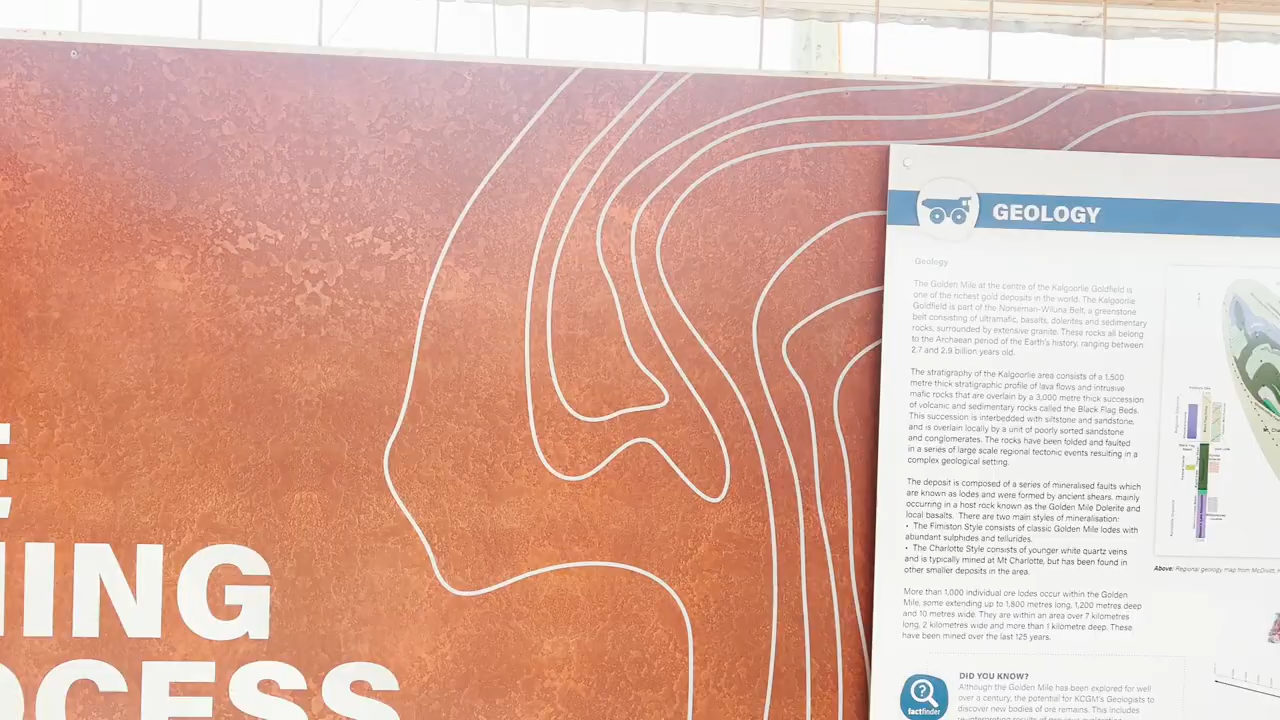 E
NING
OCESS
GEOLOGY
Geology
The Golden Mile at the centre of the Kalgoorlie Goldfield is
one of the richest gold deposits in the world. The Kalgoorlie
Goldfield is part of the Norseman-Wiluna Belt, a greenstone
belt consisting of ultramafic, basalts, dolerites and sedimentary
rocks, surrounded by extensive granite. These rocks all belong
to the Archaean period of the Earth's history, ranging between
2.7 and 2.9 billion years old.
The stratigraphy of the Kalgoorlie area consists of a 1,500
metre thick stratigraphic profile of lava flows and intrusive
mafic rocks that are overlain by a 3,000 metre thick succession
of volcanic and sedimentary rocks called the Black Flag Beds.
This succession is interbedded with siltstone and sandstone,
and is overlain locally by a unit of poorly sorted sandstone
and conglomerates. The rocks have been folded and faulted
in a series of large scale regional tectonic events resulting in a
complex geological setting.
The deposit is composed of a series of mineralised faults which
are known as lodes and were formed by ancient shears, mainly
occurring in a host rock known as the Golden Mile Dolerite and
local basalts. There are two main styles of mineralisation:
• The Fimiston Style consists of classic Golden Mile lodes with
abundant sulphides and tellurides.
• The Charlotte Style consists of younger white quartz veins
and is typically mined at Mt Charlotte, but has been found in
other smaller deposits in the area.
More than 1,000 individual ore lodes occur within the Golden
Mile, some extending up to 1,800 metres long, 1,200 metres deep
and 10 metres wide. They are within an area over 7 kilometres
long, 2 kilometres wide and more than 1 kilometre deep. These
have been mined over the last 125 years.
Above: Regional geology map from McDivitt,
factfinder
DID YOU KNOW?
Although the Golden Mile has been explored for well
over a century, the potential for KCGM's Geologists to
discover new bodies of ore remains. This includes